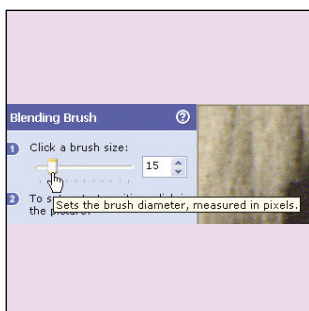 Blending Brush
?
1 Click a brush size:
15
2 To s
the picture.
Sets the brush diameter, measured in pixels.